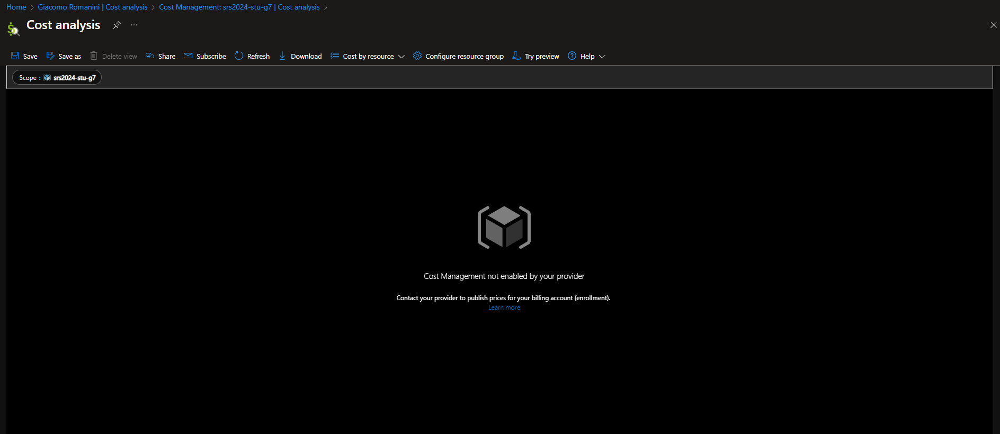 Home > Giacomo Romanini | Cost analysis > Cost Management: srs2024-stu-g7 | Cost analysis >
Cost analysis ...
Save Save as Delete view Share Subscribe Refresh Download Cost by resource Configure resource group Try preview Help
Scope : srs2024-stu-g7
Cost Management not enabled by your provider
Contact your provider to publish prices for your billing account (enrollment).
Learn more